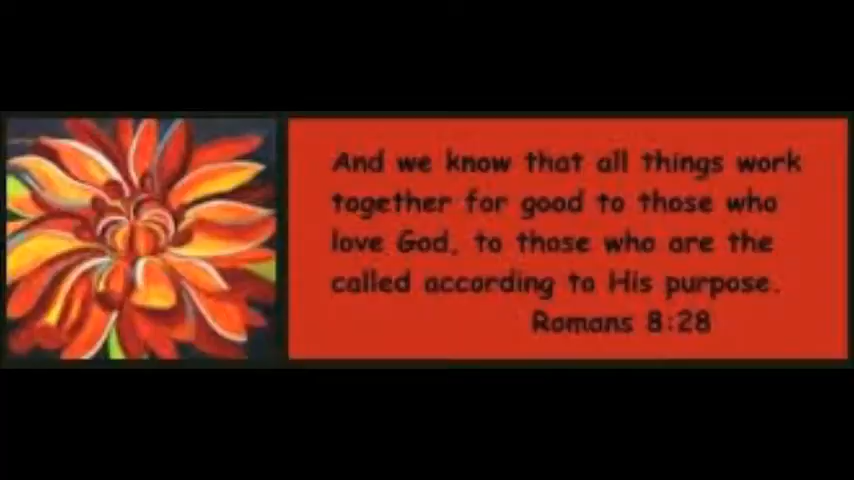 And we know that all things work
together for good to those who
love God, to those who are the
called according to His purpose.
Romans 8:28